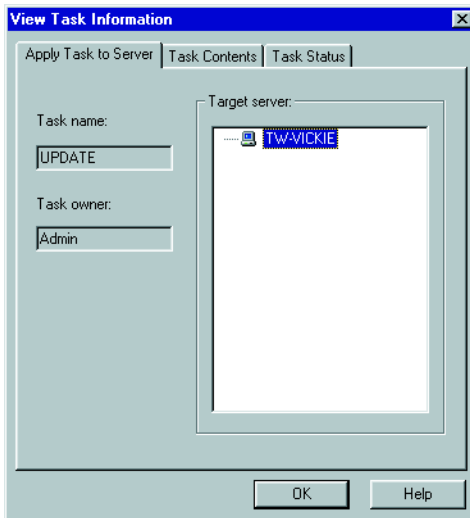 View Task Information
Apply Task to Server
Task Contents
Task Status
Task name:
UPDATE
Task owner:
Admin
Target server:
TW-VICKIE
OK
Help